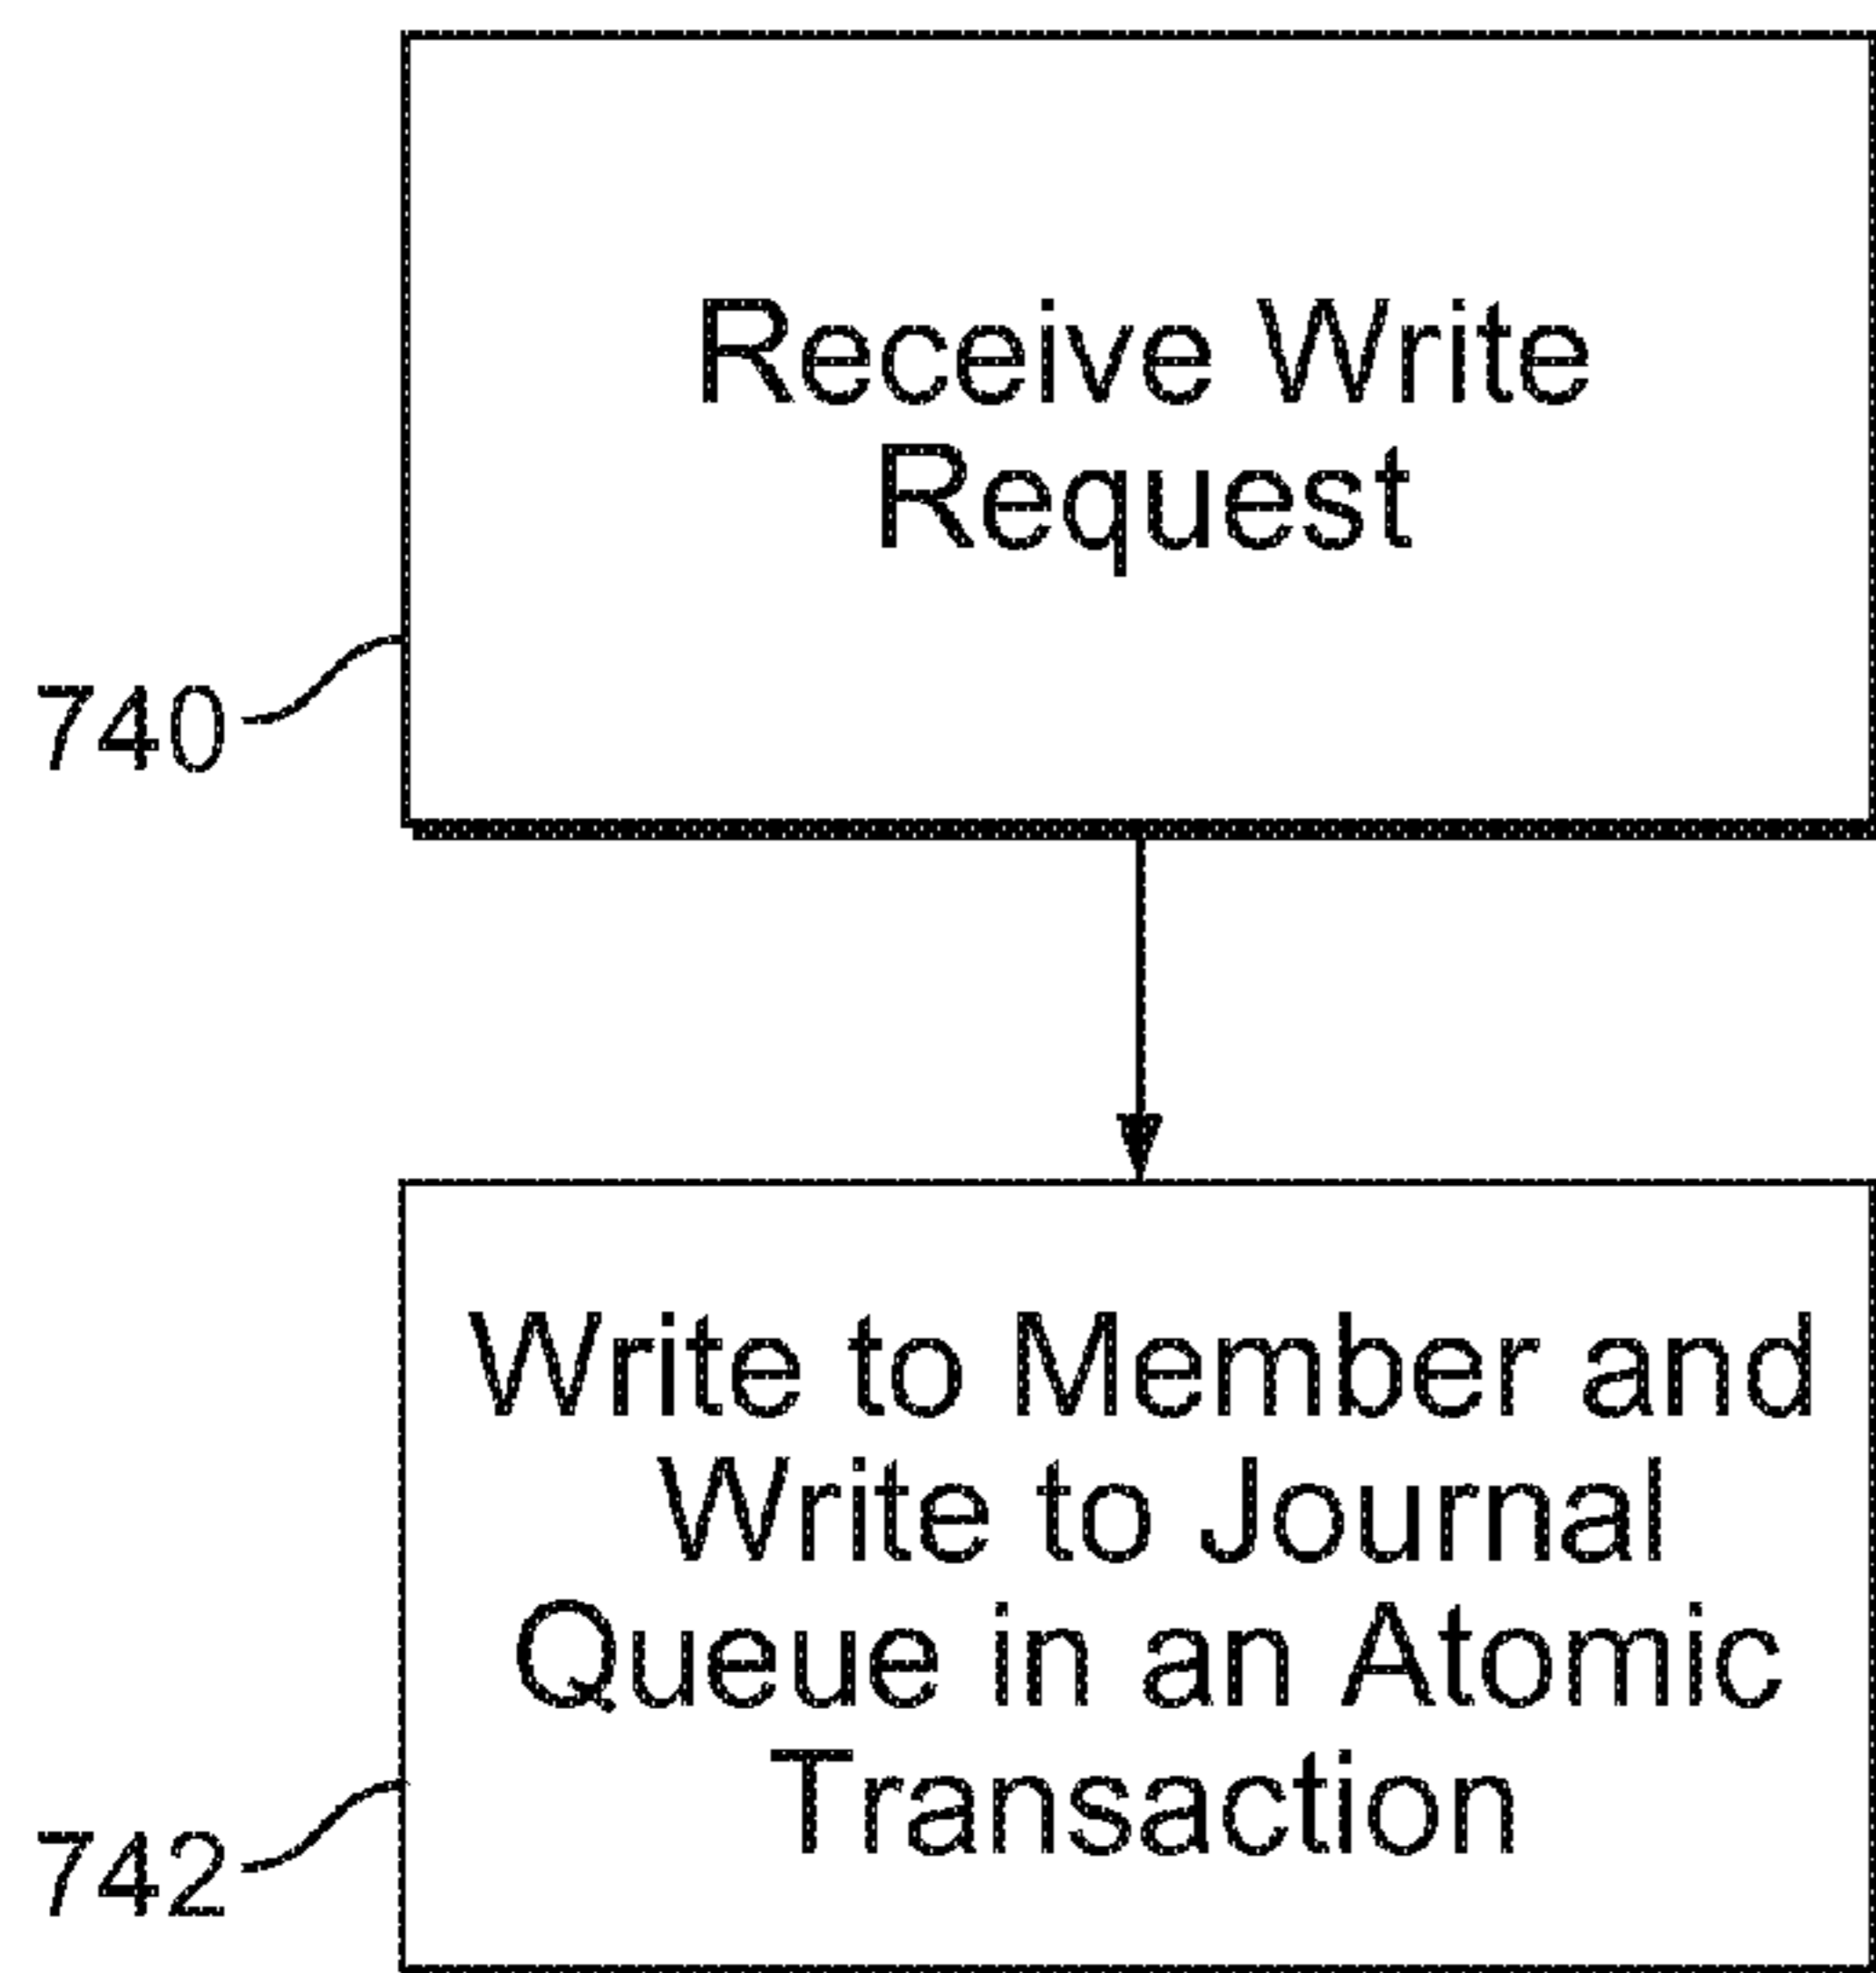 Receive Write
Request
740
Write to Member and
Write to Journal
Queue in an Atomic
Transaction
742